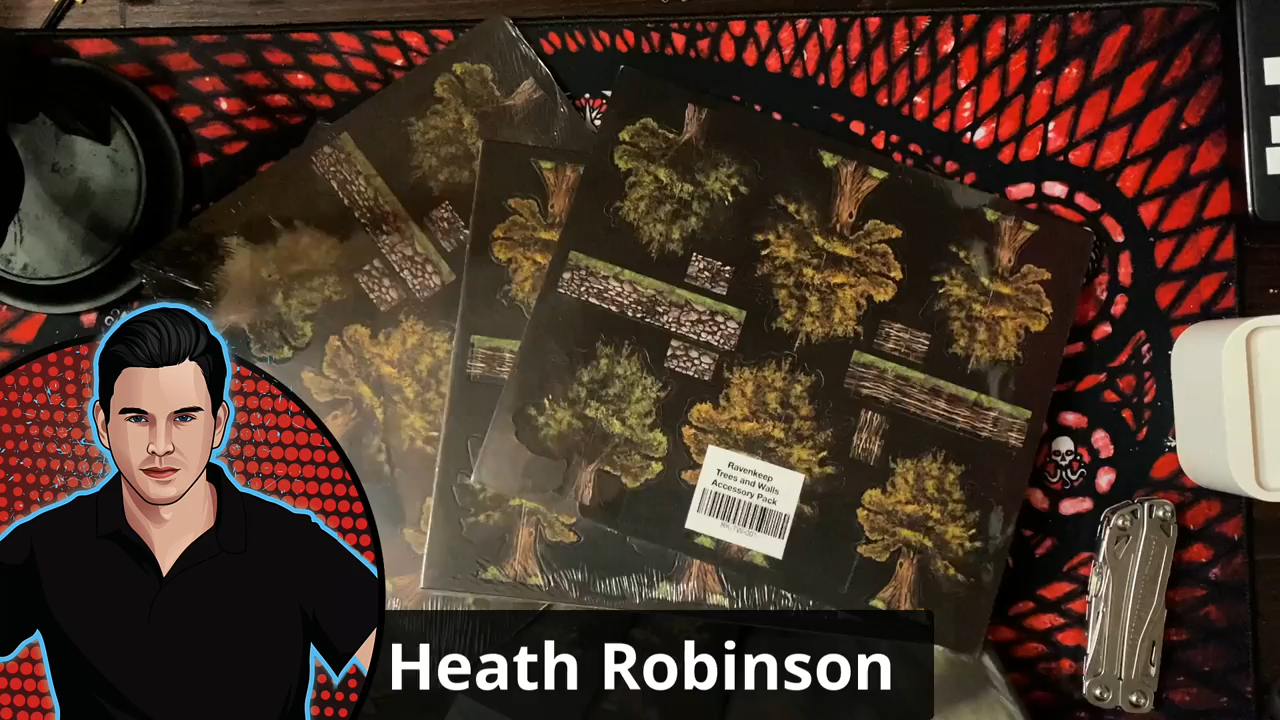 Ravenkeep
Trees and Walls
Accessory Pack
Heath Robinson